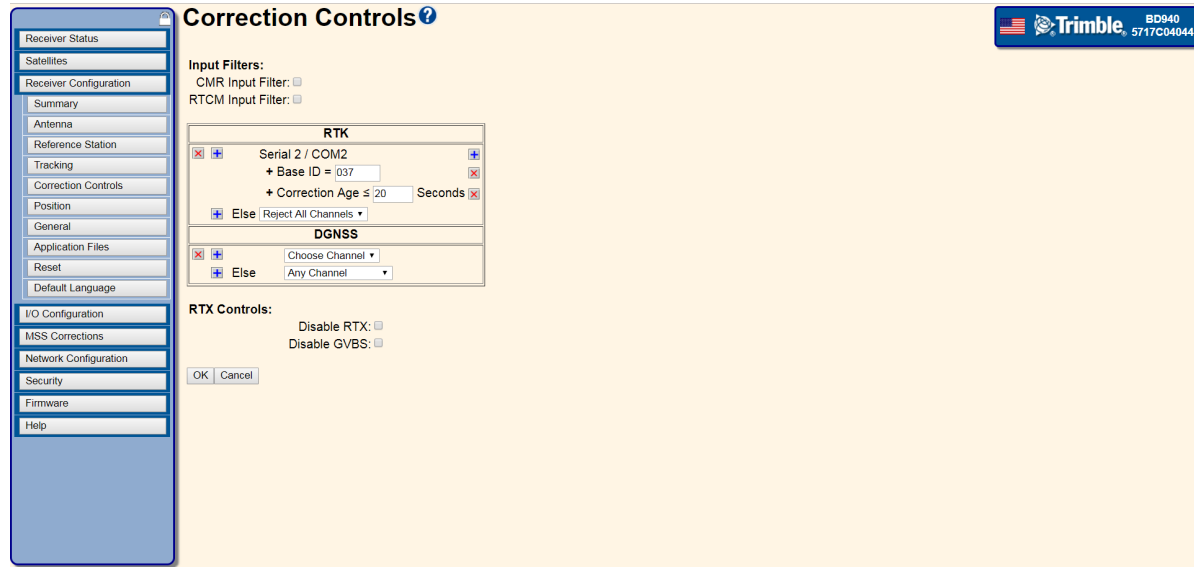 Correction Controls?
Trimble® BD940
5717C04044
Receiver Status
Satellites
Receiver Configuration
Summary
Antenna
Reference Station
Tracking
Correction Controls
Position
General
Application Files
Reset
Default Language
I/O Configuration
MSS Corrections
Network Configuration
Security
Firmware
Help
Input Filters:
CMR Input Filter:
RTCM Input Filter:
RTK
Serial 2 / COM2
+ Base ID = 037
+ Correction Age ≤ 20 Seconds
Else Reject All Channels
DGNSS
Choose Channel
Else Any Channel
RTX Controls:
Disable RTX:
Disable GVBS:
OK Cancel